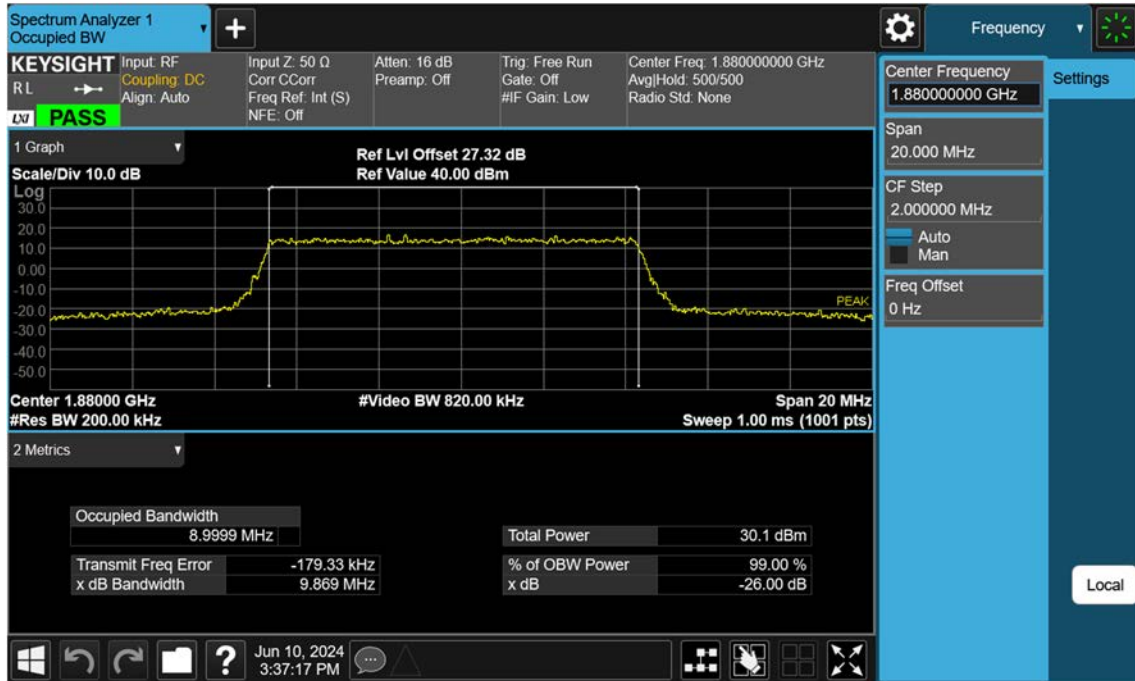 Spectrum Analyzer 1
Occupied BW
+
Frequency
KEYSIGHT
R L
LXI PASS
Input: RF
Coupling: DC
Align: Auto
Input Z: 50 Ω
Corr CCorr
Freq Ref: Int (S)
NFE: Off
Atten: 16 dB
Preamp: Off
Trig: Free Run
Gate: Off
#IF Gain: Low
Center Freq: 1.880000000 GHz
Avg|Hold: 500/500
Radio Std: None
Center Frequency
1.880000000 GHz
Settings
Span
20.000 MHz
CF Step
2.000000 MHz
Auto
Man
Freq Offset
0 Hz
Local
1 Graph
Scale/Div 10.0 dB
Ref Lvl Offset 27.32 dB
Ref Value 40.00 dBm
Log
30.0
20.0
10.0
0.00
-10.0
-20.0
-30.0
-40.0
-50.0
PEAK
Center 1.88000 GHz
#Video BW 820.00 kHz
Span 20 MHz
#Res BW 200.00 kHz
Sweep 1.00 ms (1001 pts)
2 Metrics
Occupied Bandwidth
8.9999 MHz
Total Power 30.1 dBm
Transmit Freq Error -179.33 kHz
% of OBW Power 99.00 %
x dB Bandwidth 9.869 MHz
x dB -26.00 dB
?
Jun 10, 2024
3:37:17 PM